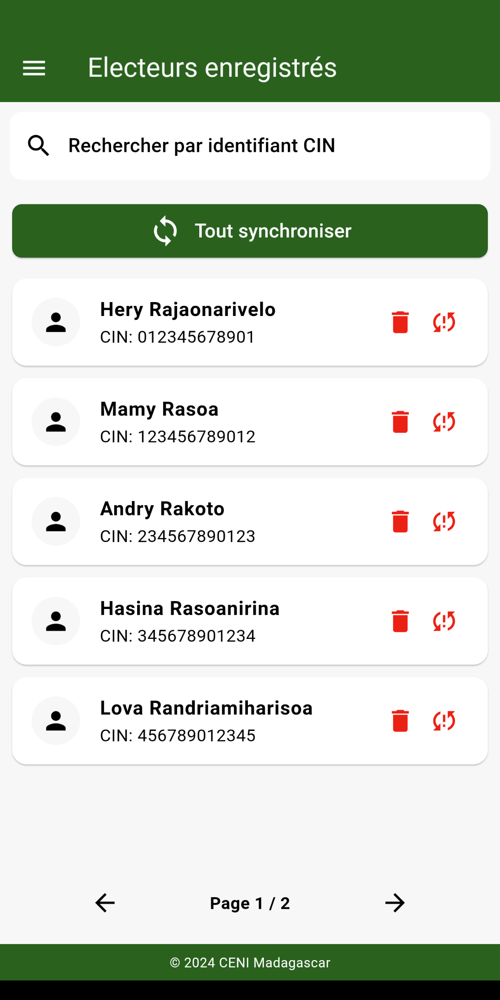 Electeurs enregistrés
Rechercher par identifiant CIN
Tout synchroniser
Hery Rajaonarivelo
CIN: 012345678901
Mamy Rasoa
CIN: 123456789012
Andry Rakoto
CIN: 234567890123
Hasina Rasoanirina
CIN: 345678901234
Lova Randriamiharisoa
CIN: 456789012345
Page 1 / 2
© 2024 CENI Madagascar